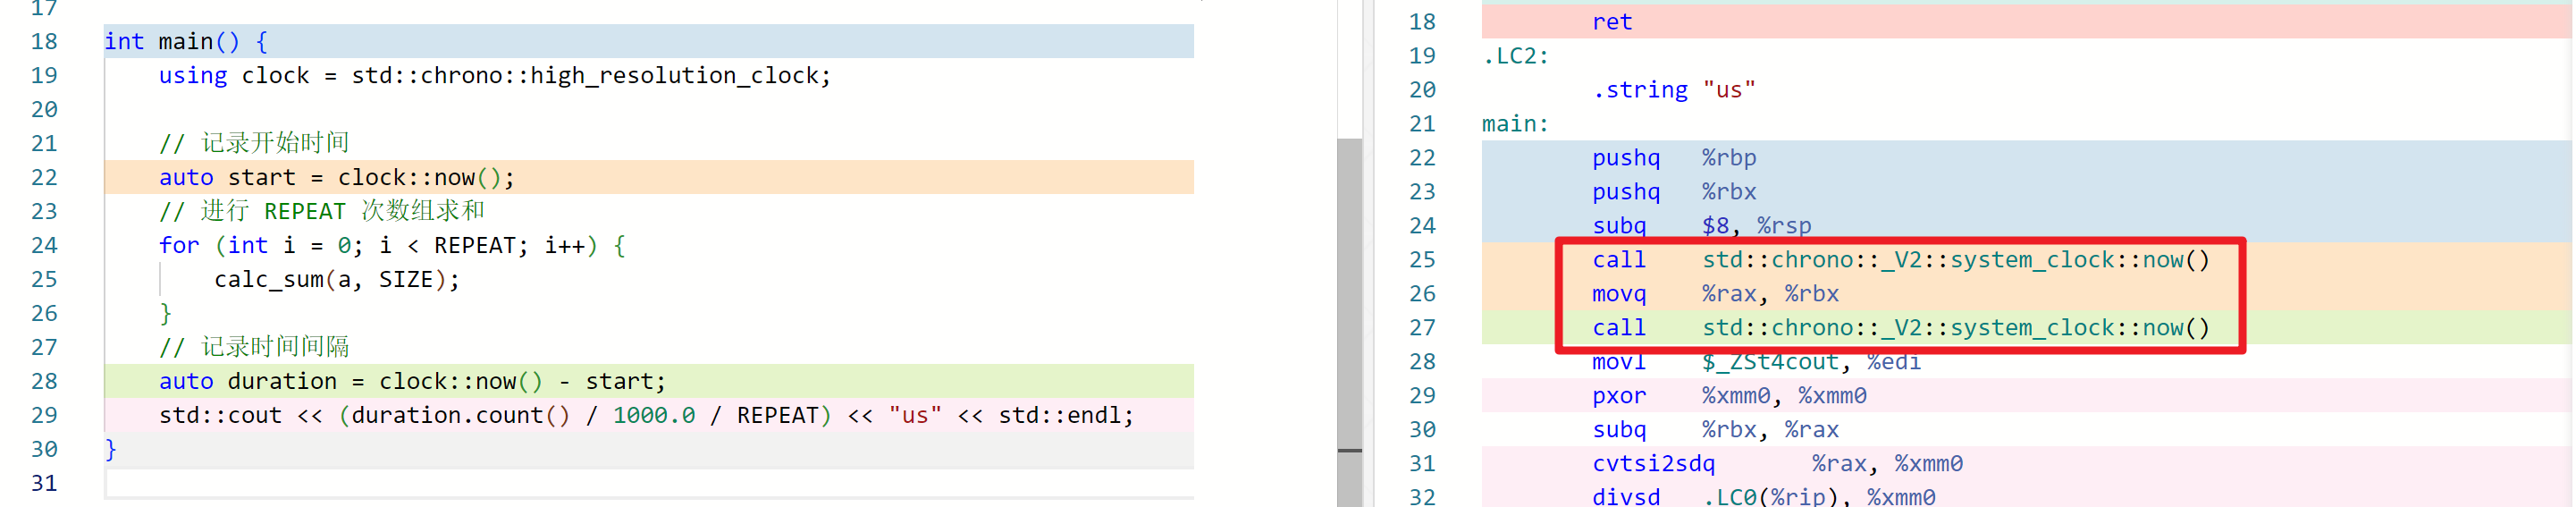 17
18 int main() {
19 using clock = std::chrono::high_resolution_clock;
20
21 // 记录开始时间
22 auto start = clock::now();
23 // 进行 REPEAT 次数组求和
24 for (int i = 0; i < REPEAT; i++) {
25 calc_sum(a, SIZE);
26 }
27 // 记录时间间隔
28 auto duration = clock::now() - start;
29 std::cout << (duration.count() / 1000.0 / REPEAT) << "us" << std::endl;
30 }
31
18 ret
19 .LC2:
20 .string "us"
21 main:
22 pushq %rbp
23 pushq %rbx
24 subq $8, %rsp
25 call std::chrono::_V2::system_clock::now()
26 movq %rax, %rbx
27 call std::chrono::_V2::system_clock::now()
28 movl $_ZSt4cout, %edi
29 pxor %xmm0, %xmm0
30 subq %rbx, %rax
31 cvtsi2sdq %rax, %xmm0
32 divsd .LC0(%rip), %xmm0